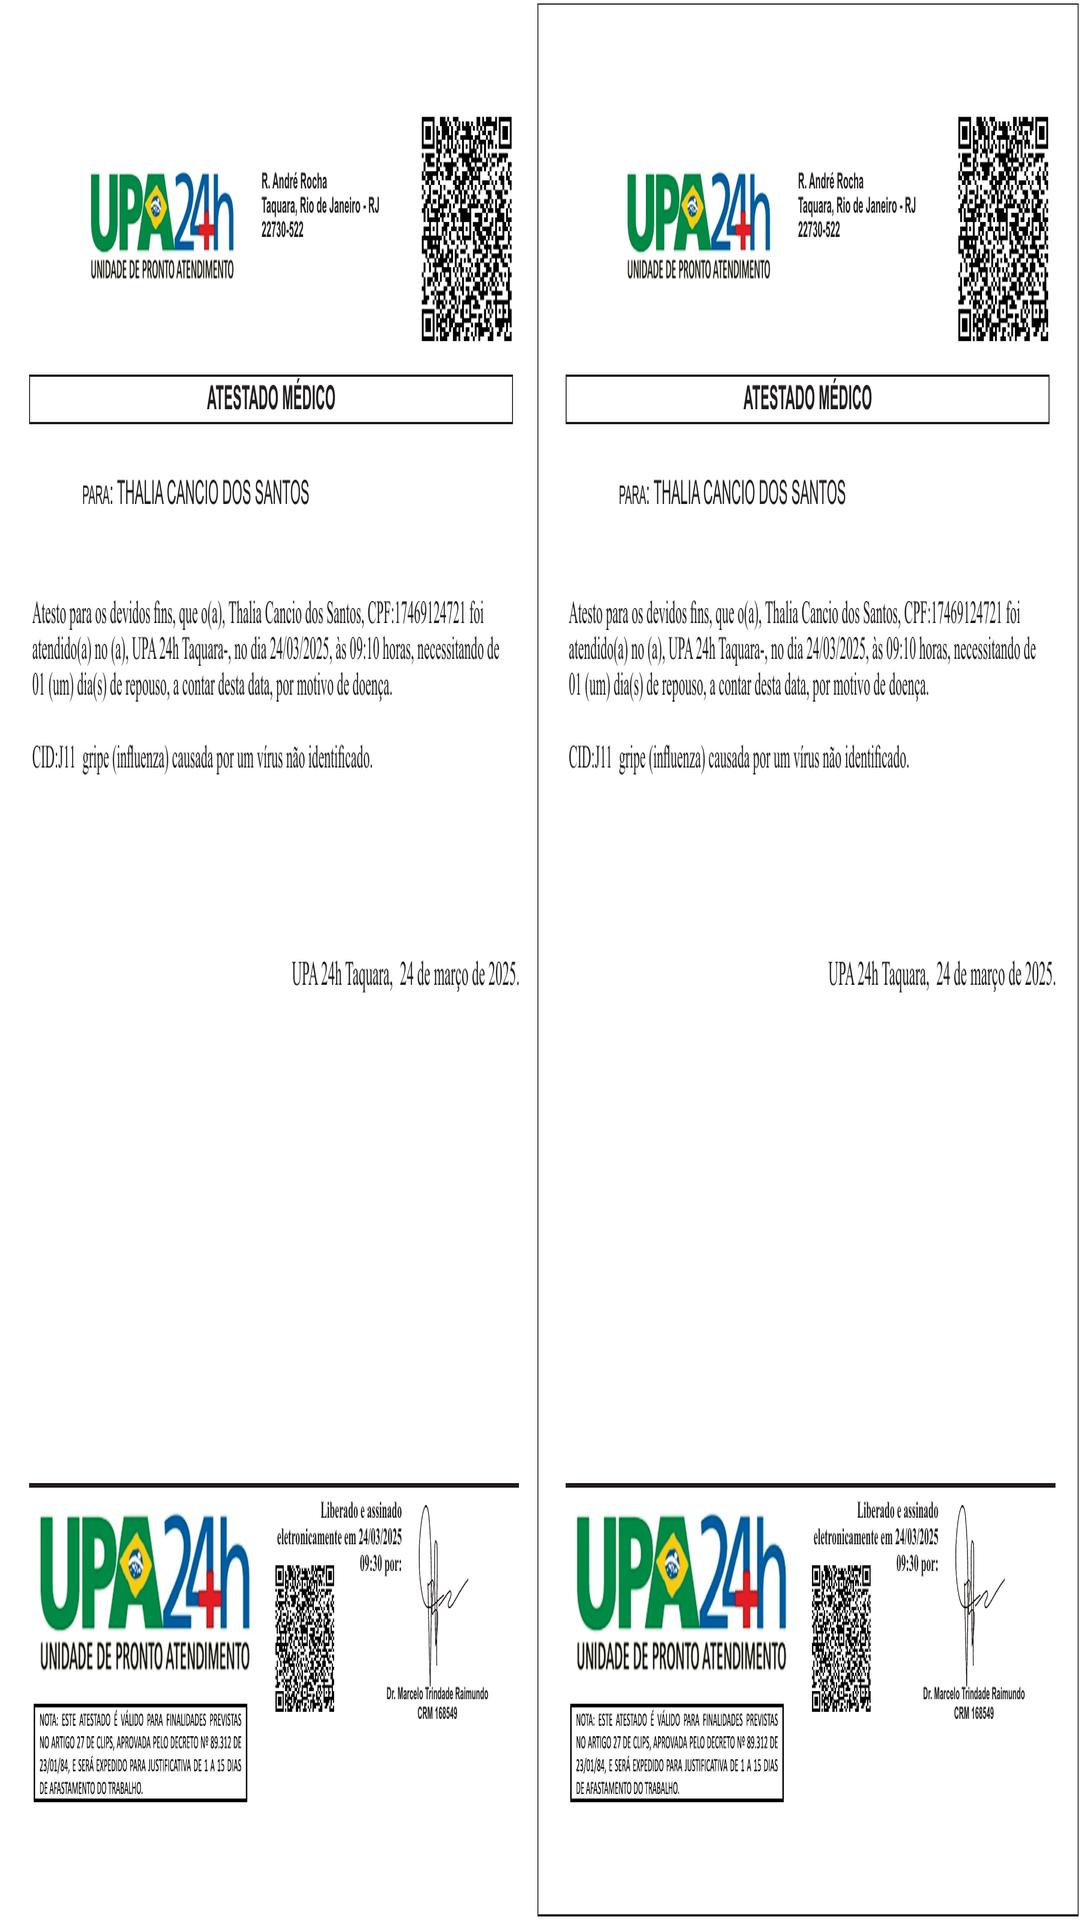 UPA24h
UNIDADE DE PRONTO ATENDIMENTO
R. André Rocha
Taquara, Rio de Janeiro - RJ
22730-522
ATESTADO MÉDICO
PARA: THALIA CANCIO DOS SANTOS
Atesto para os devidos fins, que o(a), Thalia Cancio dos Santos, CPF:17469124721 foi
atendido(a) no (a), UPA 24h Taquara-, no dia 24/03/2025, às 09:10 horas, necessitando de
01 (um) dia(s) de repouso, a contar desta data, por motivo de doença.
CID:J11  gripe (influenza) causada por um vírus não identificado.
UPA 24h Taquara,  24 de março de 2025.
UPA24h
UNIDADE DE PRONTO ATENDIMENTO
Liberado e assinado
eletronicamente em 24/03/2025
09:30 por:
Dr. Marcelo Trindade Raimundo
CRM 168549
NOTA: ESTE ATESTADO É VÁLIDO PARA FINALIDADES PREVISTAS
NO ARTIGO 27 DE CLIPS, APROVADA PELO DECRETO Nº 89.312 DE
23/01/84, E SERÁ EXPEDIDO PARA JUSTIFICATIVA DE 1 A 15 DIAS
DE AFASTAMENTO DO TRABALHO.
UPA24h
UNIDADE DE PRONTO ATENDIMENTO
R. André Rocha
Taquara, Rio de Janeiro - RJ
22730-522
ATESTADO MÉDICO
PARA: THALIA CANCIO DOS SANTOS
Atesto para os devidos fins, que o(a), Thalia Cancio dos Santos, CPF:17469124721 foi
atendido(a) no (a), UPA 24h Taquara-, no dia 24/03/2025, às 09:10 horas, necessitando de
01 (um) dia(s) de repouso, a contar desta data, por motivo de doença.
CID:J11  gripe (influenza) causada por um vírus não identificado.
UPA 24h Taquara,  24 de março de 2025.
UPA24h
UNIDADE DE PRONTO ATENDIMENTO
Liberado e assinado
eletronicamente em 24/03/2025
09:30 por:
Dr. Marcelo Trindade Raimundo
CRM 168549
NOTA: ESTE ATESTADO É VÁLIDO PARA FINALIDADES PREVISTAS
NO ARTIGO 27 DE CLIPS, APROVADA PELO DECRETO Nº 89.312 DE
23/01/84, E SERÁ EXPEDIDO PARA JUSTIFICATIVA DE 1 A 15 DIAS
DE AFASTAMENTO DO TRABALHO.